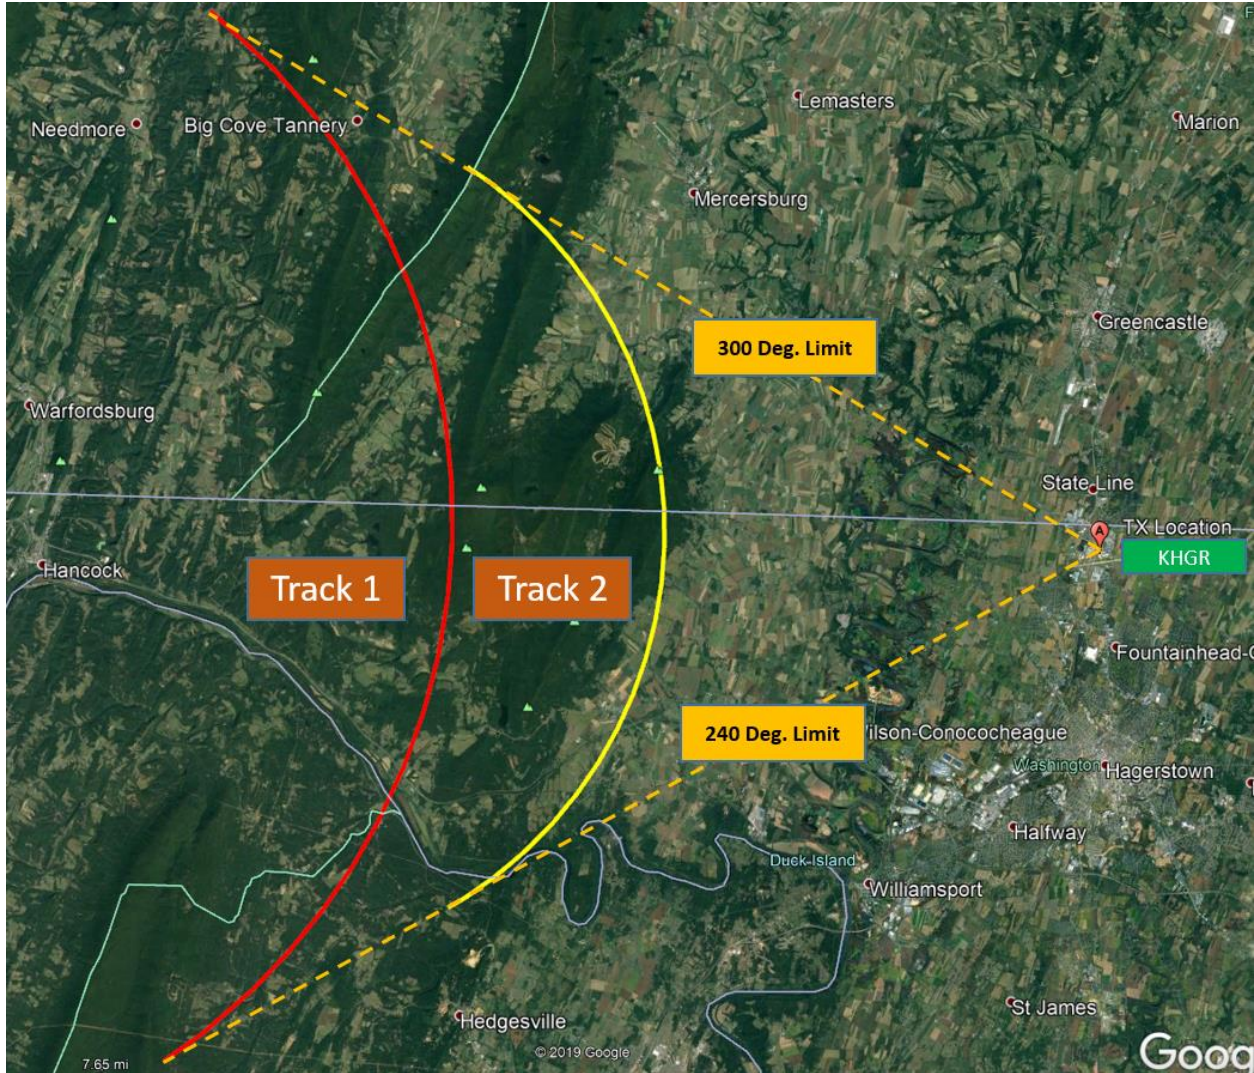 Lemasters
Marion
Needmore
Big Cove Tannery
Mercersburg
Greencastle
300 Deg. Limit
Warfordsburg
State Line
TX Location
A
KHGR
Hancock
Track 1
Track 2
240 Deg. Limit
ilson-Conococheague
Washington
Hagerstown
Halfway
Duck Island
Williamsport
St James
Hedgesville
© 2019 Google
7.65 mi
Goog